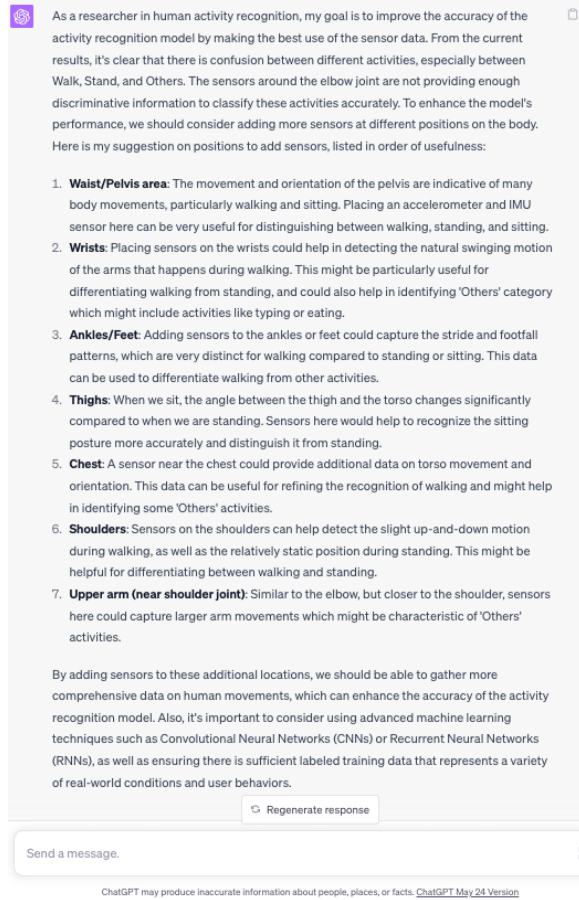 As a researcher in human activity recognition, my goal is to improve the accuracy of the
activity recognition model by making the best use of the sensor data. From the current
results, it's clear that there is confusion between different activities, especially between
Walk, Stand, and Others. The sensors around the elbow joint are not providing enough
discriminative information to classify these activities accurately. To enhance the model's
performance, we should consider adding more sensors at different positions on the body.
Here is my suggestion on positions to add sensors, listed in order of usefulness:
1. Waist/Pelvis area: The movement and orientation of the pelvis are indicative of many
body movements, particularly walking and sitting. Placing an accelerometer and IMU
sensor here can be very useful for distinguishing between walking, standing, and sitting.
2. Wrists: Placing sensors on the wrists could help in detecting the natural swinging motion
of the arms that happens during walking. This might be particularly useful for
differentiating walking from standing, and could also help in identifying 'Others' category
which might include activities like typing or eating.
3. Ankles/Feet: Adding sensors to the ankles or feet could capture the stride and footfall
patterns, which are very distinct for walking compared to standing or sitting. This data
can be used to differentiate walking from other activities.
4. Thighs: When we sit, the angle between the thigh and the torso changes significantly
compared to when we are standing. Sensors here would help to recognize the sitting
posture more accurately and distinguish it from standing.
5. Chest: A sensor near the chest could provide additional data on torso movement and
orientation. This data can be useful for refining the recognition of walking and might help
in identifying some 'Others' activities.
6. Shoulders: Sensors on the shoulders can help detect the slight up-and-down motion
during walking, as well as the relatively static position during standing. This might be
helpful for differentiating between walking and standing.
7. Upper arm (near shoulder joint): Similar to the elbow, but closer to the shoulder, sensors
here could capture larger arm movements which might be characteristic of 'Others'
activities.
By adding sensors to these additional locations, we should be able to gather more
comprehensive data on human movements, which can enhance the accuracy of the activity
recognition model. Also, it's important to consider using advanced machine learning
techniques such as Convolutional Neural Networks (CNNs) or Recurrent Neural Networks
(RNNs), as well as ensuring there is sufficient labeled training data that represents a variety
of real-world conditions and user behaviors.
Regenerate response
Send a message.
ChatGPT may produce inaccurate information about people, places, or facts. ChatGPT May 24 Version